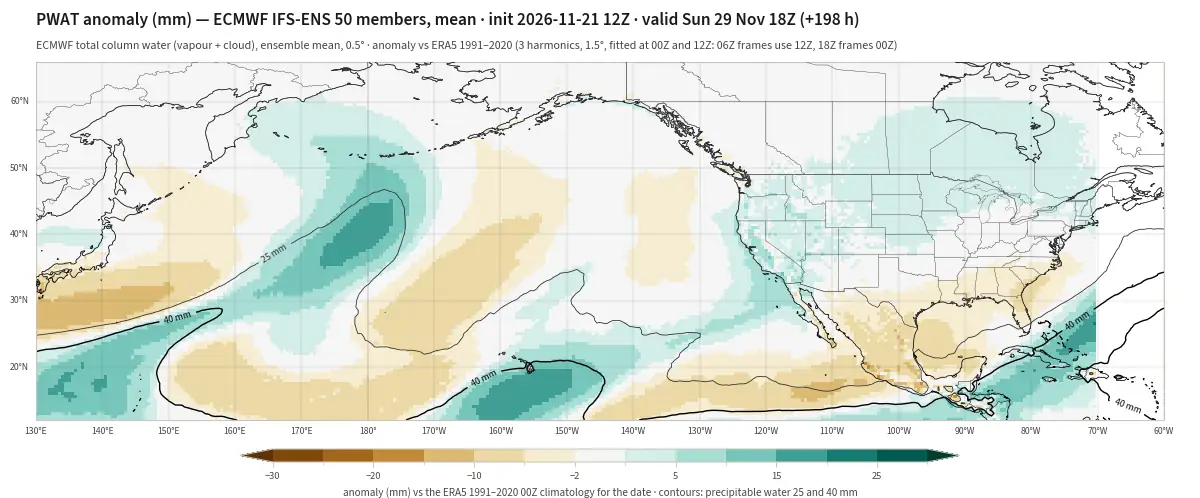 PWAT anomaly (mm) — ECMWF IFS-ENS 50 members, mean · init 2026-11-21 12Z · valid Sun 29 Nov 18Z (+198 h)
ECMWF total column water (vapour + cloud), ensemble mean, 0.5° · anomaly vs ERA5 1991–2020 (3 harmonics, 1.5°, fitted at 00Z and 12Z: 06Z frames use 12Z, 18Z frames 00Z)
60°N
50°N
40°N
30°N
20°N
25 mm
40 mm
40 mm
40 mm
40 mm
130°E 140°E 150°E 160°E 170°E 180° 170°W 160°W 150°W 140°W 130°W 120°W 110°W 100°W 90°W 80°W 70°W 60°W
−30 −20 −10 −2 5 15 25
anomaly (mm) vs the ERA5 1991–2020 00Z climatology for the date · contours: precipitable water 25 and 40 mm